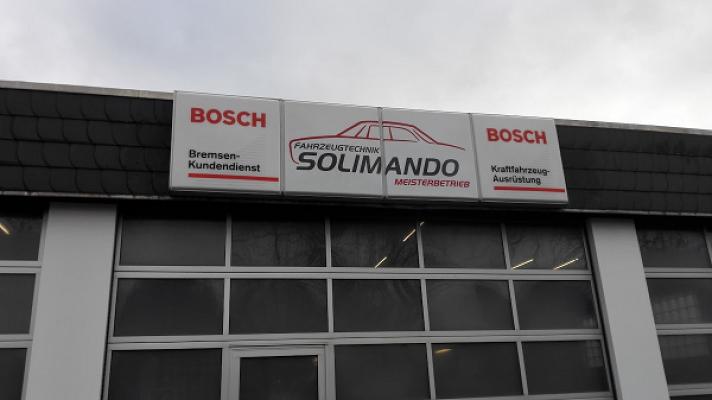 BOSCH
Bremsen-
Kundendienst
FAHRZEUGTECHNIK
SOLIMANDO
MEISTERBETRIEB
BOSCH
Kraftfahrzeug-
Ausrüstung